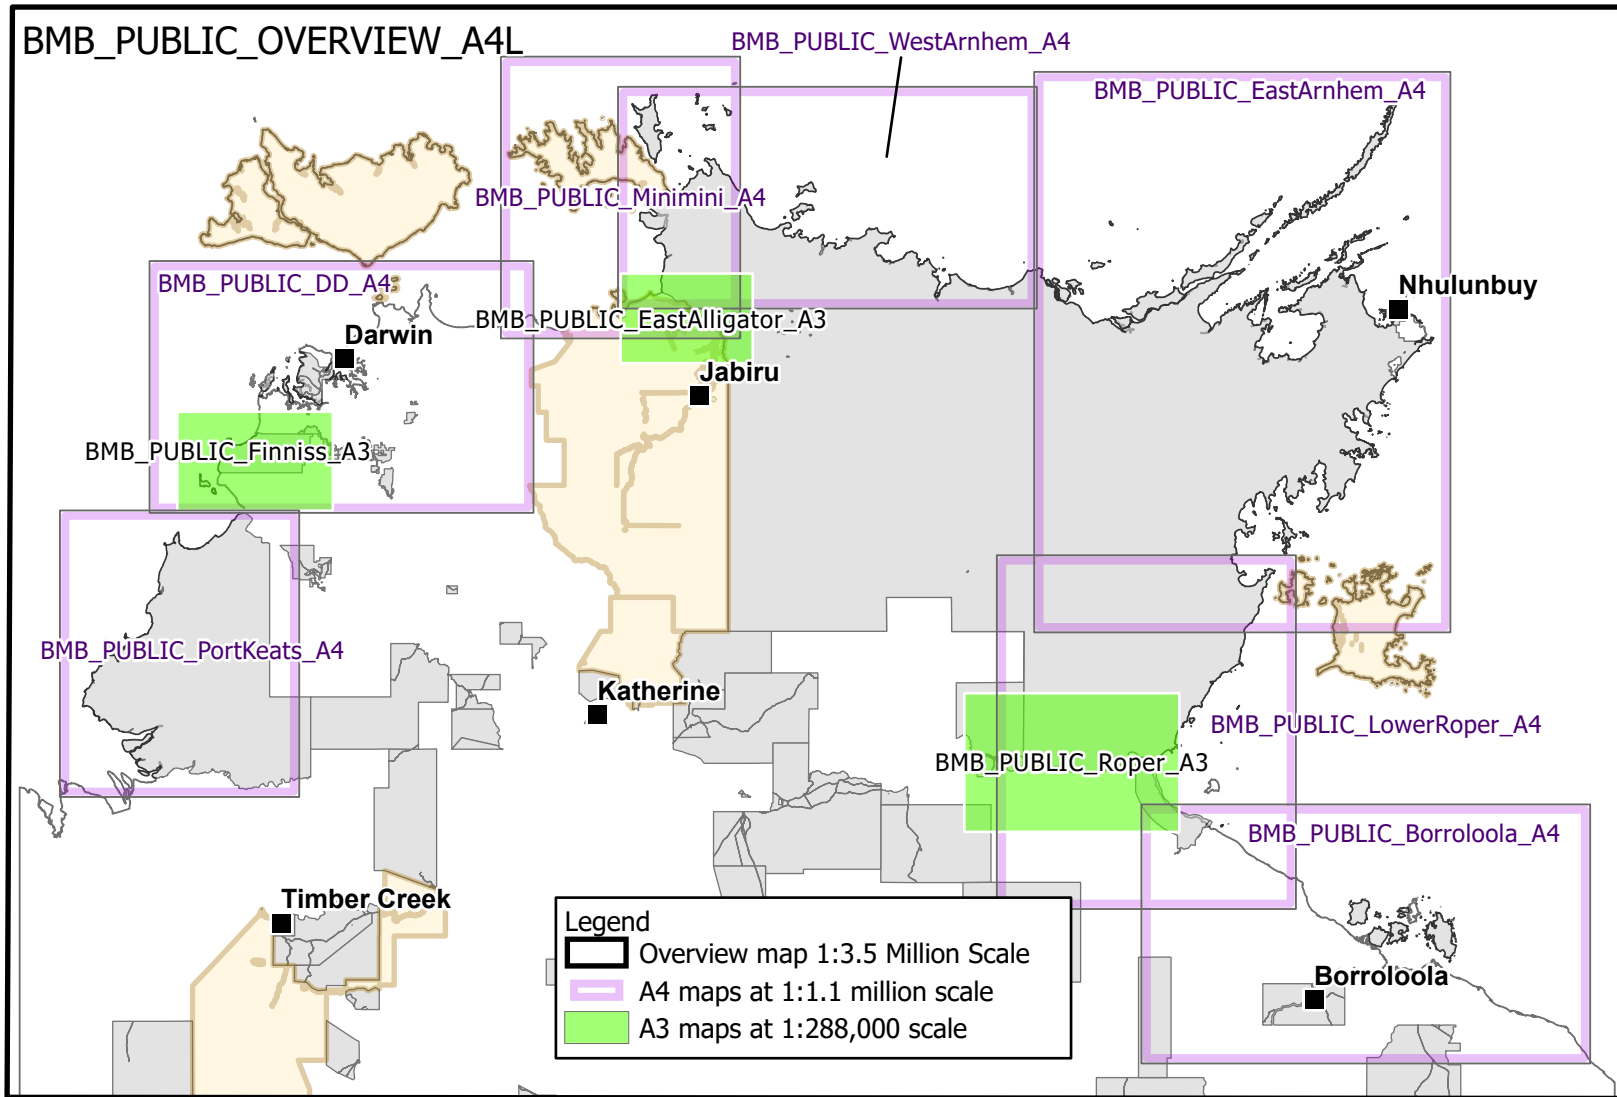 BMB_PUBLIC_OVERVIEW_A4L
BMB_PUBLIC_WestArnhem_A4
BMB_PUBLIC_EastArnhem_A4
BMB_PUBLIC_Minimini_A4
BMB_PUBLIC_DD_A4
Nhulunbuy
BMB_PUBLIC_EastAlligator_A3
Darwin
Jabiru
BMB_PUBLIC_Finniss_A3
BMB_PUBLIC_PortKeats_A4
Katherine
BMB_PUBLIC_LowerRoper_A4
BMB_PUBLIC_Roper_A3
BMB_PUBLIC_Borroloola_A4
Timber Creek
Legend
Overview map 1:3.5 Million Scale
A4 maps at 1:1.1 million scale
A3 maps at 1:288,000 scale
Borroloola